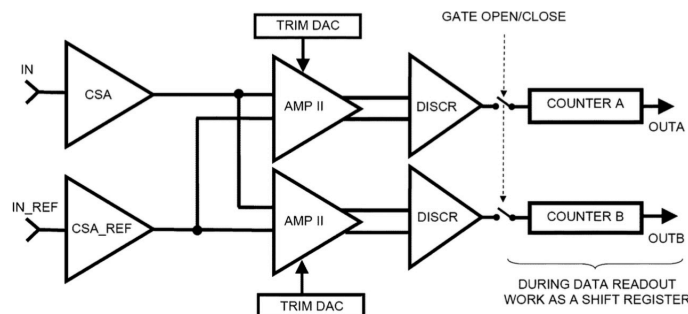 TRIM DAC
GATE OPEN/CLOSE
IN
CSA
AMP II
DISCR
COUNTER A
OUTA
IN_REF
CSA_REF
AMP II
DISCR
COUNTER B
OUTB
TRIM DAC
DURING DATA READOUT
WORK AS A SHIFT REGISTER